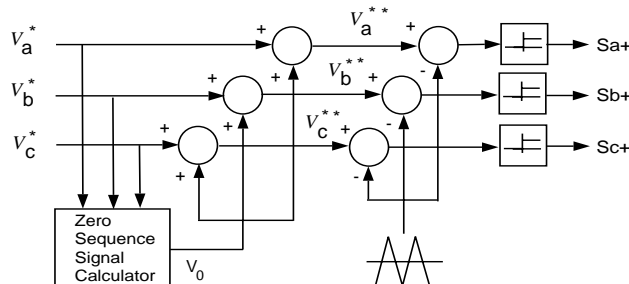 V_a^* + + V_a^** + - Sa+
V_b^* + + V_b^** + - Sb+
V_c^* + + V_c^** + - Sc+
Zero
Sequence
Signal
Calculator
V_0